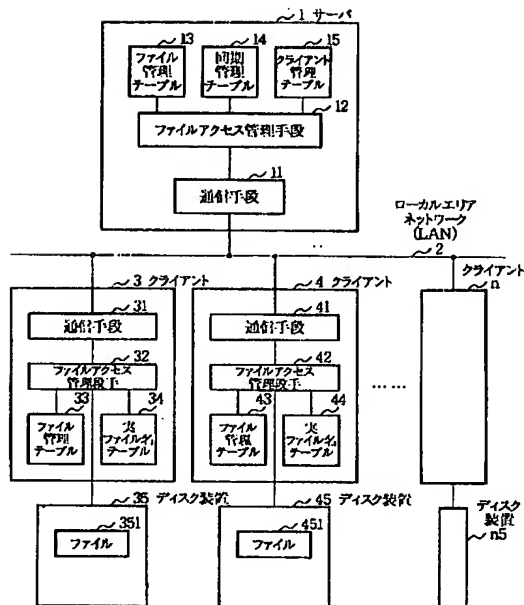 1 サーバ
13 14 15
ファイル 同期 クライアント
管理 管理 管理
テーブル テーブル テーブル
12
ファイルアクセス管理手段
11
通信手段
ローカルエリア
ネットワーク
(LAN)
2
3 クライアント 4 クライアント クライアント
n
31 41
通信手段 通信手段
32 42
ファイルアクセス ファイルアクセス
管理段手 管理段手
……
33 34 43 44
ファイル 実 ファイル 実
管理 ファイル名 管理 ファイル名
テーブル テーブル テーブル テーブル
35 ディスク装置 45 ディスク装置 ディスク
装置
n5
351 451
ファイル ファイル